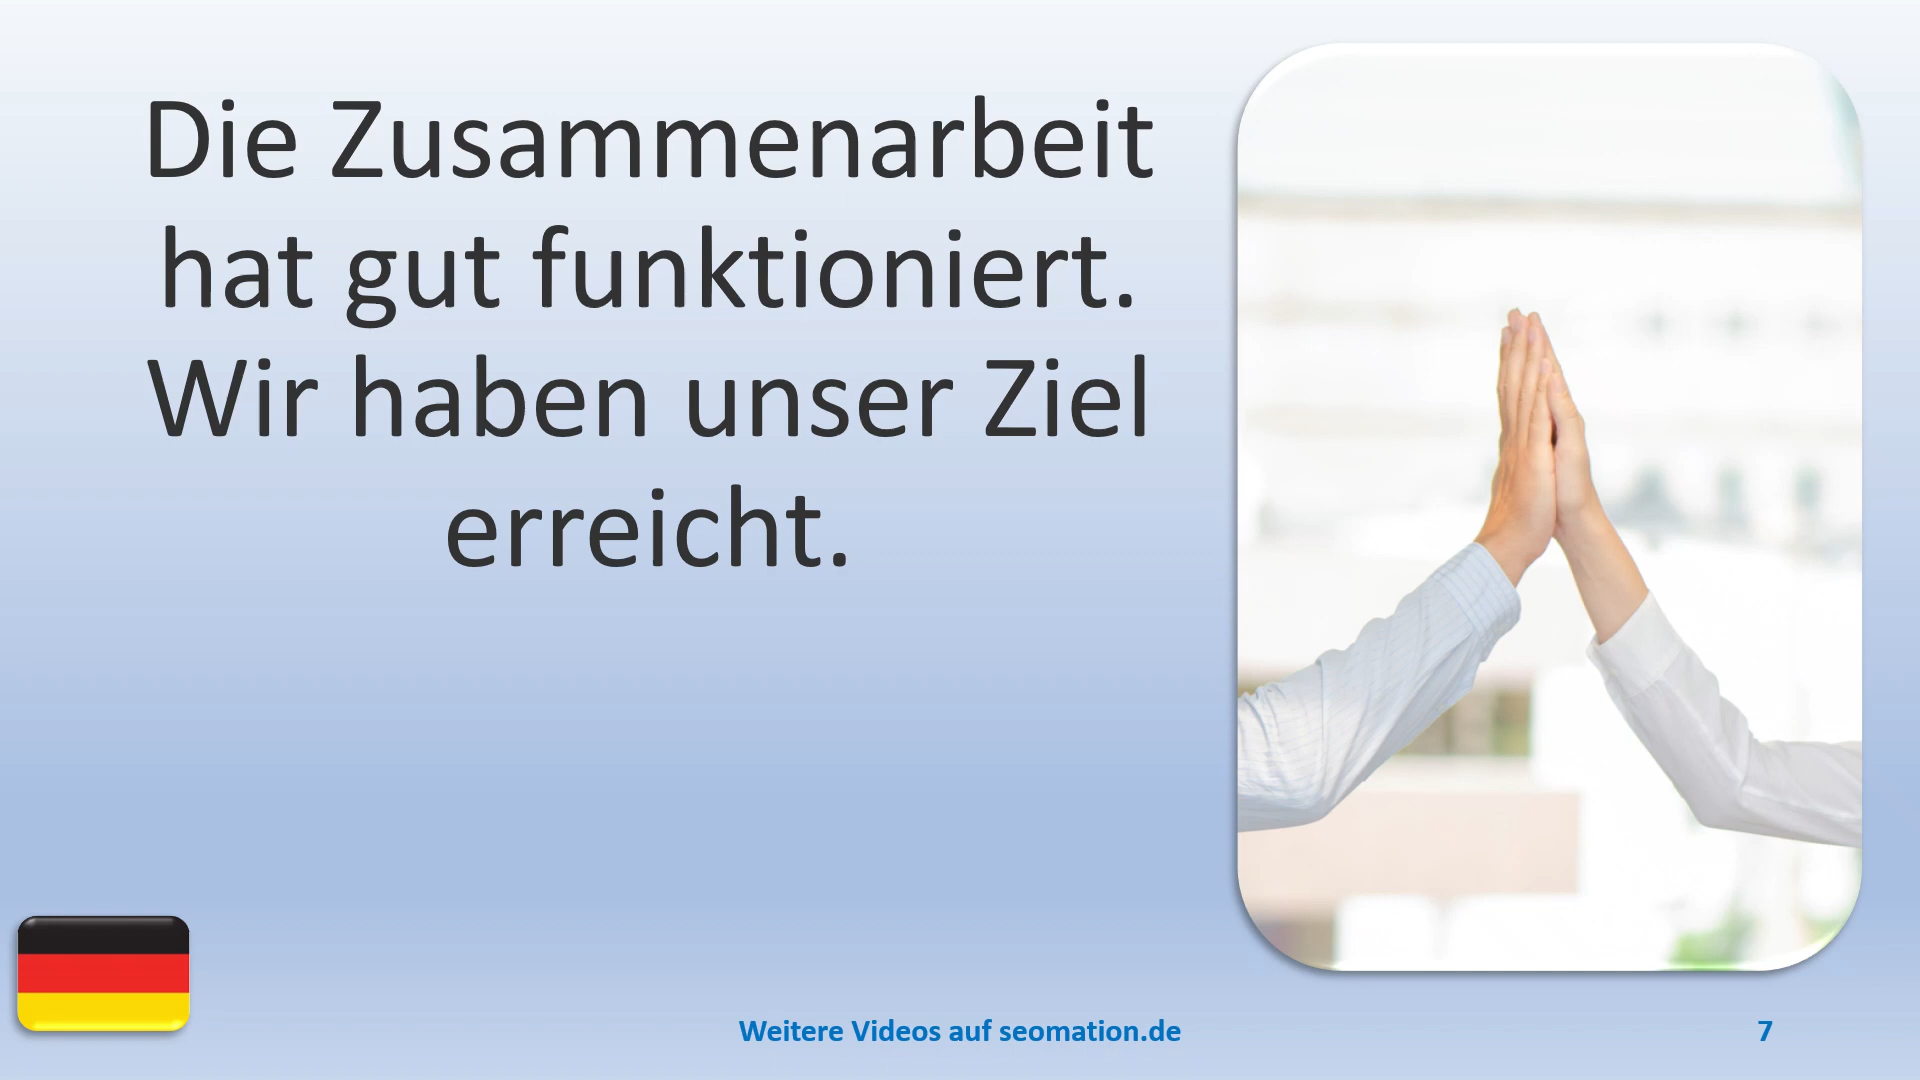 Die Zusammenarbeit
hat gut funktioniert.
Wir haben unser Ziel
erreicht.
Weitere Videos auf seomation.de
7